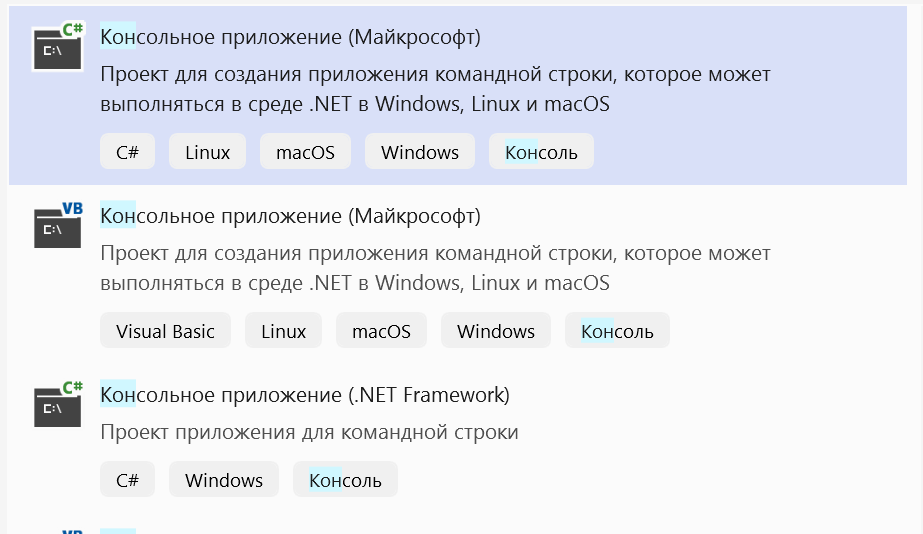 C#
Консольное приложение (Майкрософт)
Проект для создания приложения командной строки, которое может
выполняться в среде .NET в Windows, Linux и macOS
C# Linux macOS Windows Консоль
VB
Консольное приложение (Майкрософт)
Проект для создания приложения командной строки, которое может
выполняться в среде .NET в Windows, Linux и macOS
Visual Basic Linux macOS Windows Консоль
C#
Консольное приложение (.NET Framework)
Проект приложения для командной строки
C# Windows Консоль
VB